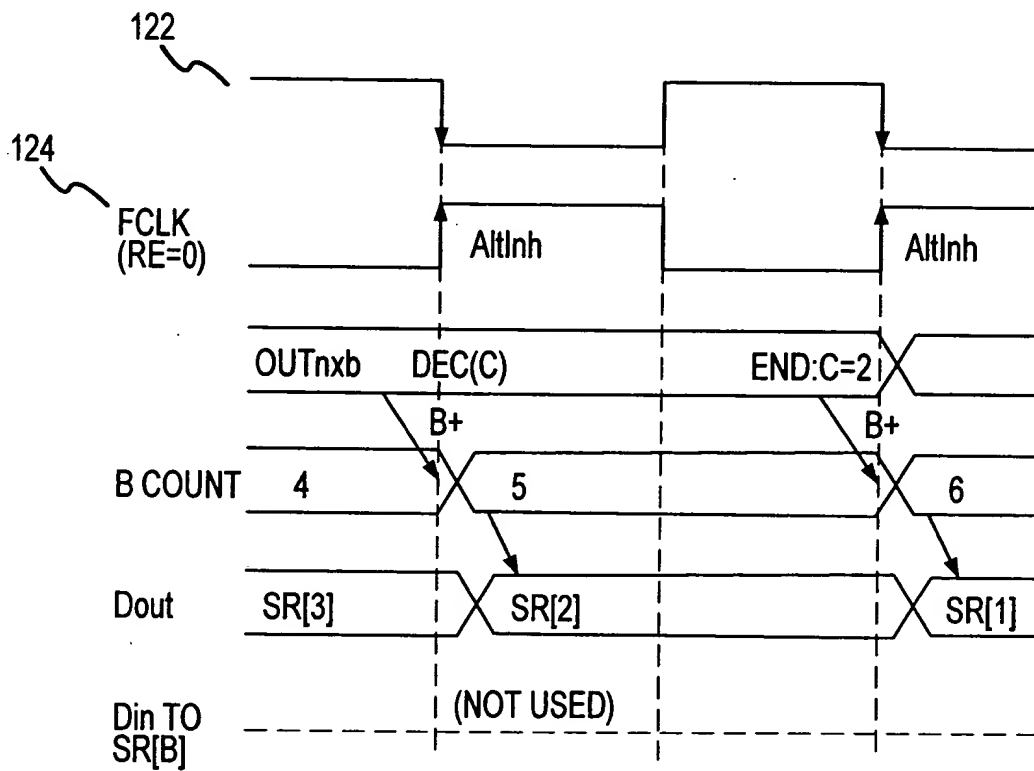 122
124
FCLK
(RE=0)
AltInh
AltInh
OUTnxb DEC(C) END:C=2
B+ B+
B COUNT 4 5 6
Dout SR[3] SR[2] SR[1]
(NOT USED)
Din TO
SR[B]